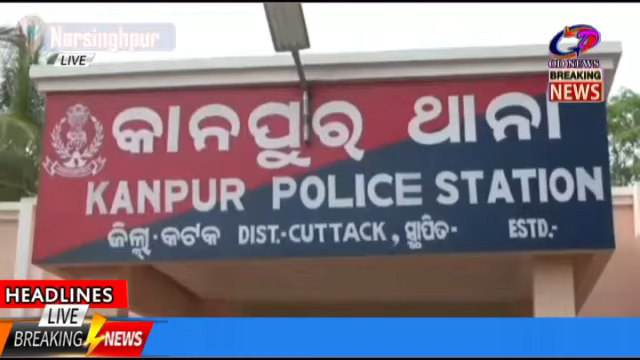 Narsinghpur
LIVE
OD NEWS
BREAKING
NEWS
କାନପୁର ଥାନା
KANPUR POLICE STATION
ଜିଲ୍ଲା-କଟକ DIST.-CUTTACK, ସ୍ଥାପିତ- ESTD.-
HEADLINES
LIVE
BREAKING NEWS